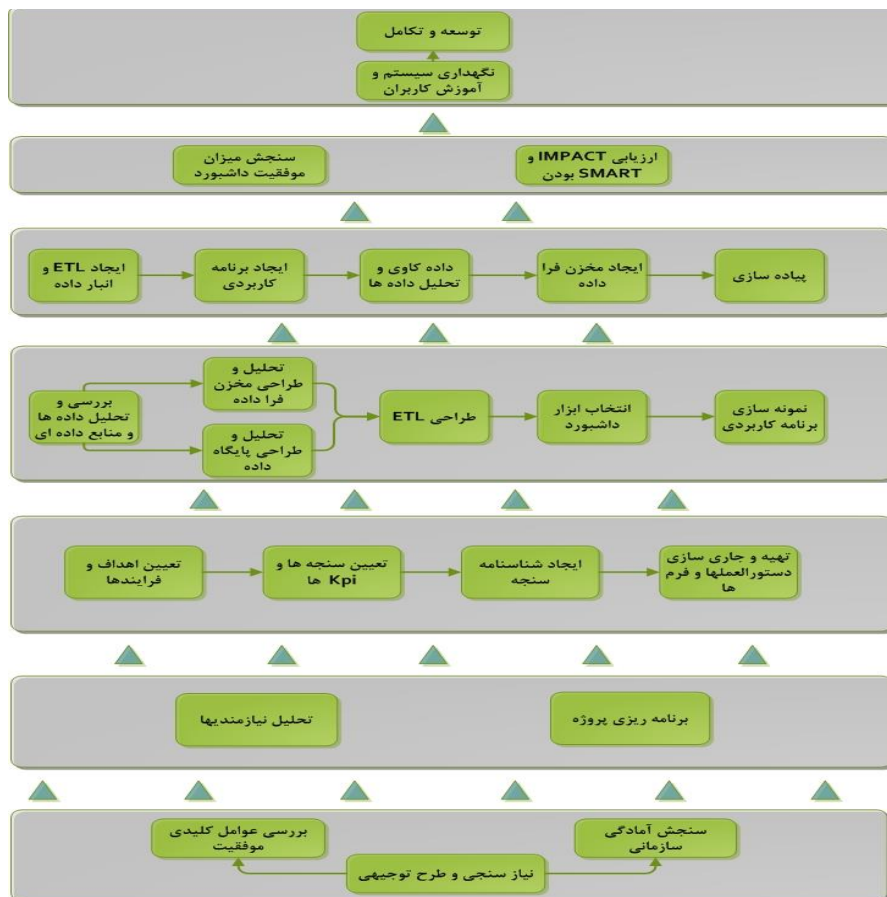 توسعه و تکامل
نگهداری سیستم و
آموزش کاربران
سنجش میزان
موفقیت داشبورد
ارزیابی IMPACT و
SMART بودن
ایجاد ETL و
انبار داده
ایجاد برنامه
کاربردی
داده کاوی و
تحلیل داده ها
ایجاد مخزن فرا
داده
پیاده سازی
بررسی و
تحلیل داده ها
و منابع داده ای
تحلیل و
طراحی مخزن
فرا داده
تحلیل و
طراحی پایگاه
داده
طراحی ETL
انتخاب ابزار
داشبورد
نمونه سازی
برنامه کاربردی
تعیین اهداف و
فرایندها
تعیین سنجه ها و
Kpi ها
ایجاد شناسنامه
سنجه
تهیه و جاری سازی
دستورالعملها و فرم
ها
تحلیل نیازمندیها
برنامه ریزی پروژه
بررسی عوامل کلیدی
موفقیت
سنجش آمادگی
سازمانی
نیاز سنجی و طرح توجیهی